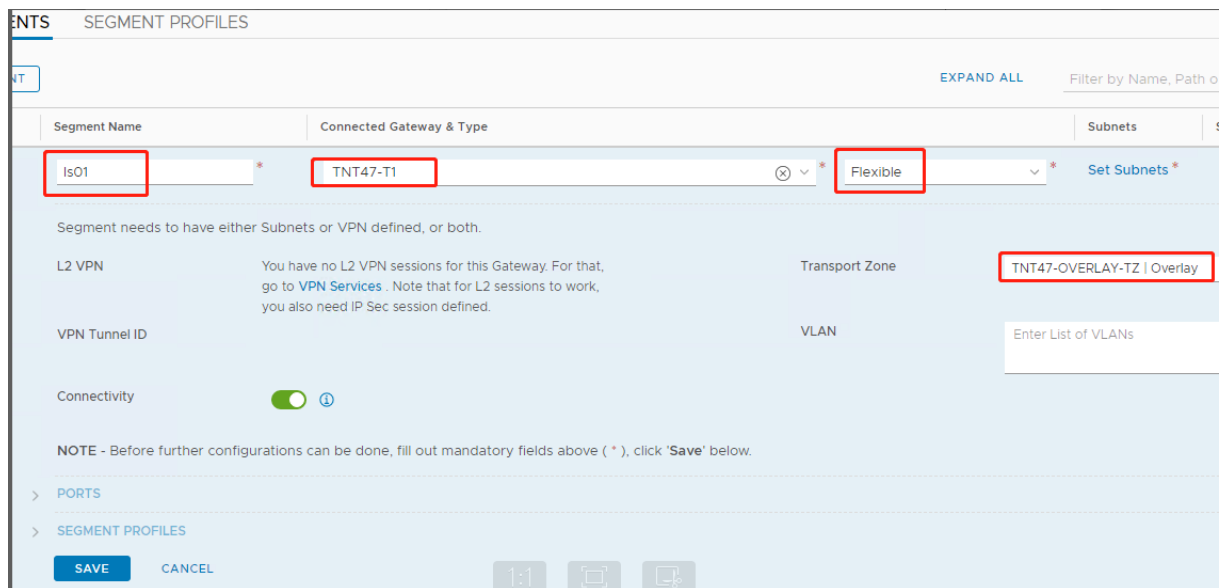 ENTS SEGMENT PROFILES
NT EXPAND ALL Filter by Name, Path o
Segment Name Connected Gateway & Type Subnets S
ls01 * TNT47-T1 * Flexible * Set Subnets *
Segment needs to have either Subnets or VPN defined, or both.
L2 VPN You have no L2 VPN sessions for this Gateway. For that, Transport Zone TNT47-OVERLAY-TZ | Overlay
go to VPN Services . Note that for L2 sessions to work,
you also need IP Sec session defined.
VPN Tunnel ID VLAN Enter List of VLANs
Connectivity
NOTE - Before further configurations can be done, fill out mandatory fields above ( * ), click 'Save' below.
PORTS
SEGMENT PROFILES
SAVE CANCEL 1:1